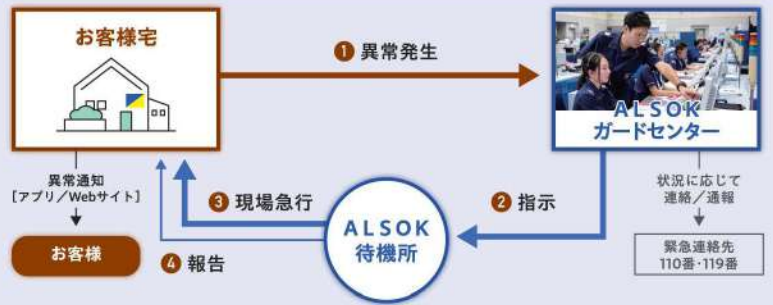 お客様宅
❶ 異常発生
ALSOK
ガードセンター
異常通知
[アプリ/Webサイト]
お客様
❸ 現場急行
❹ 報告
ALSOK
待機所
❷ 指示
状況に応じて
連絡/通報
緊急連絡先
110番・119番